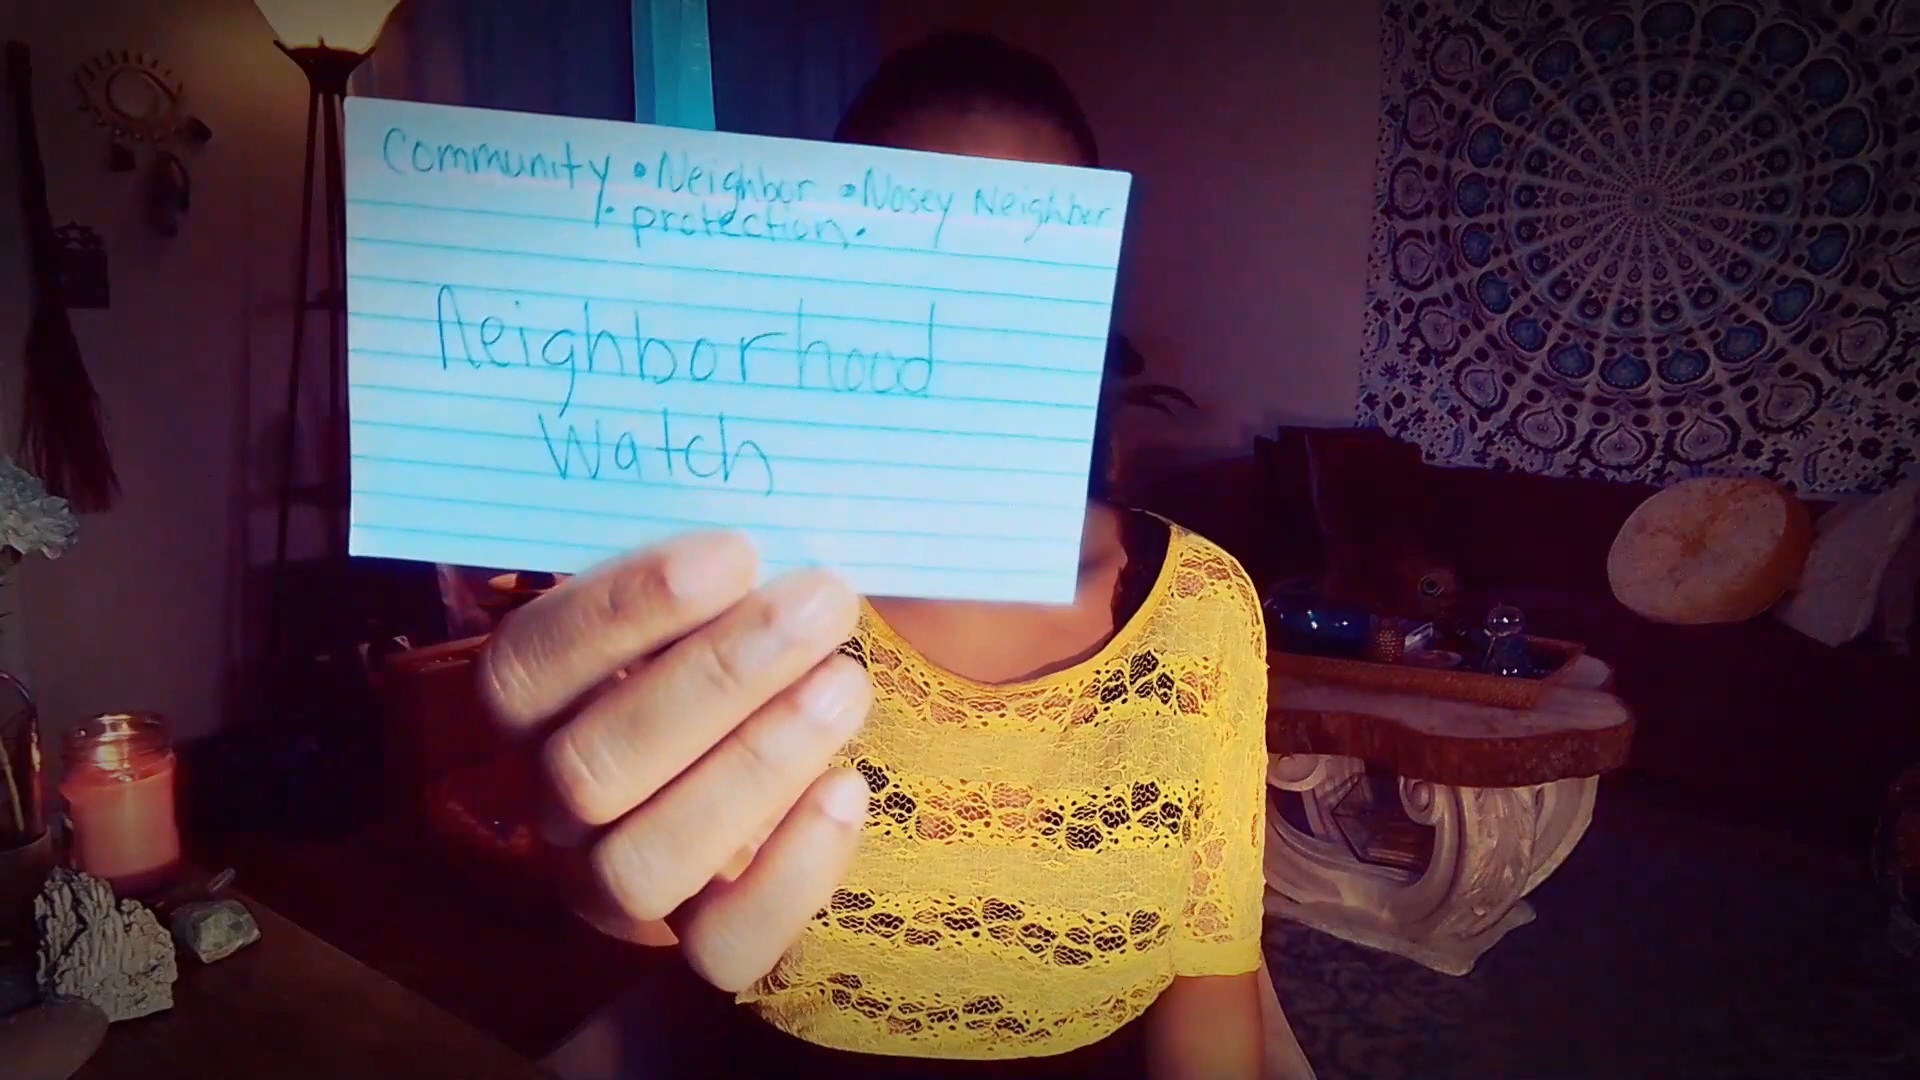 Community • Neighbor • Nosey Neighbor
• protection •
Neighborhood
Watch